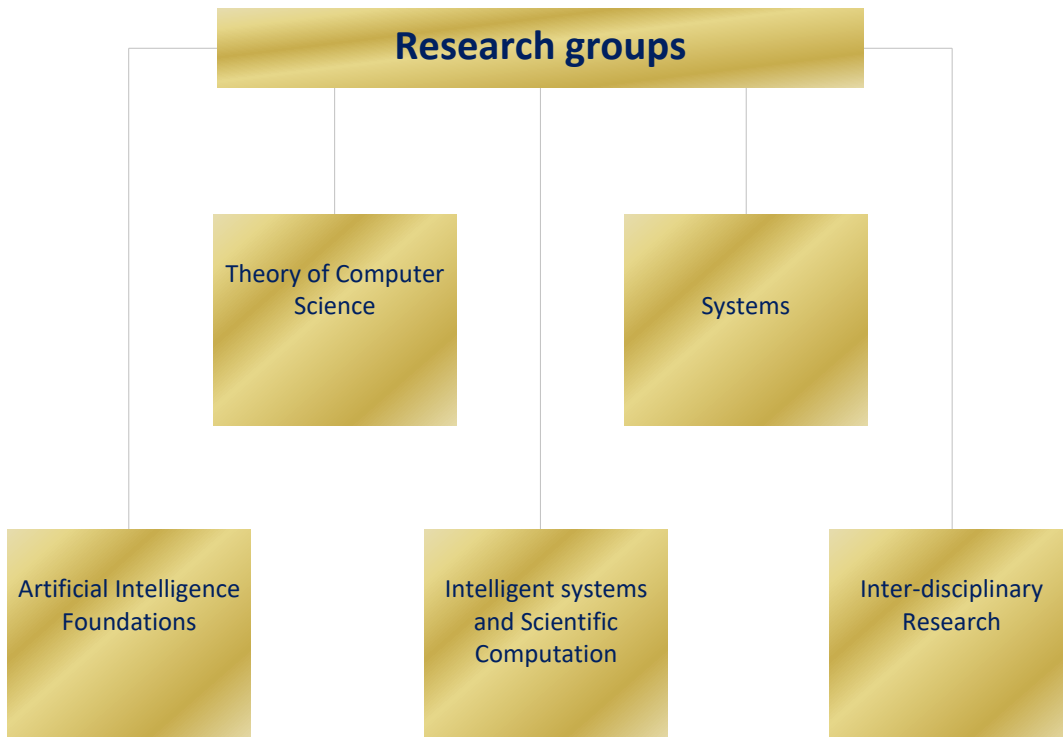 Research groups
Theory of Computer
Science
Systems
Artificial Intelligence
Foundations
Intelligent systems
and Scientific
Computation
Inter-disciplinary
Research